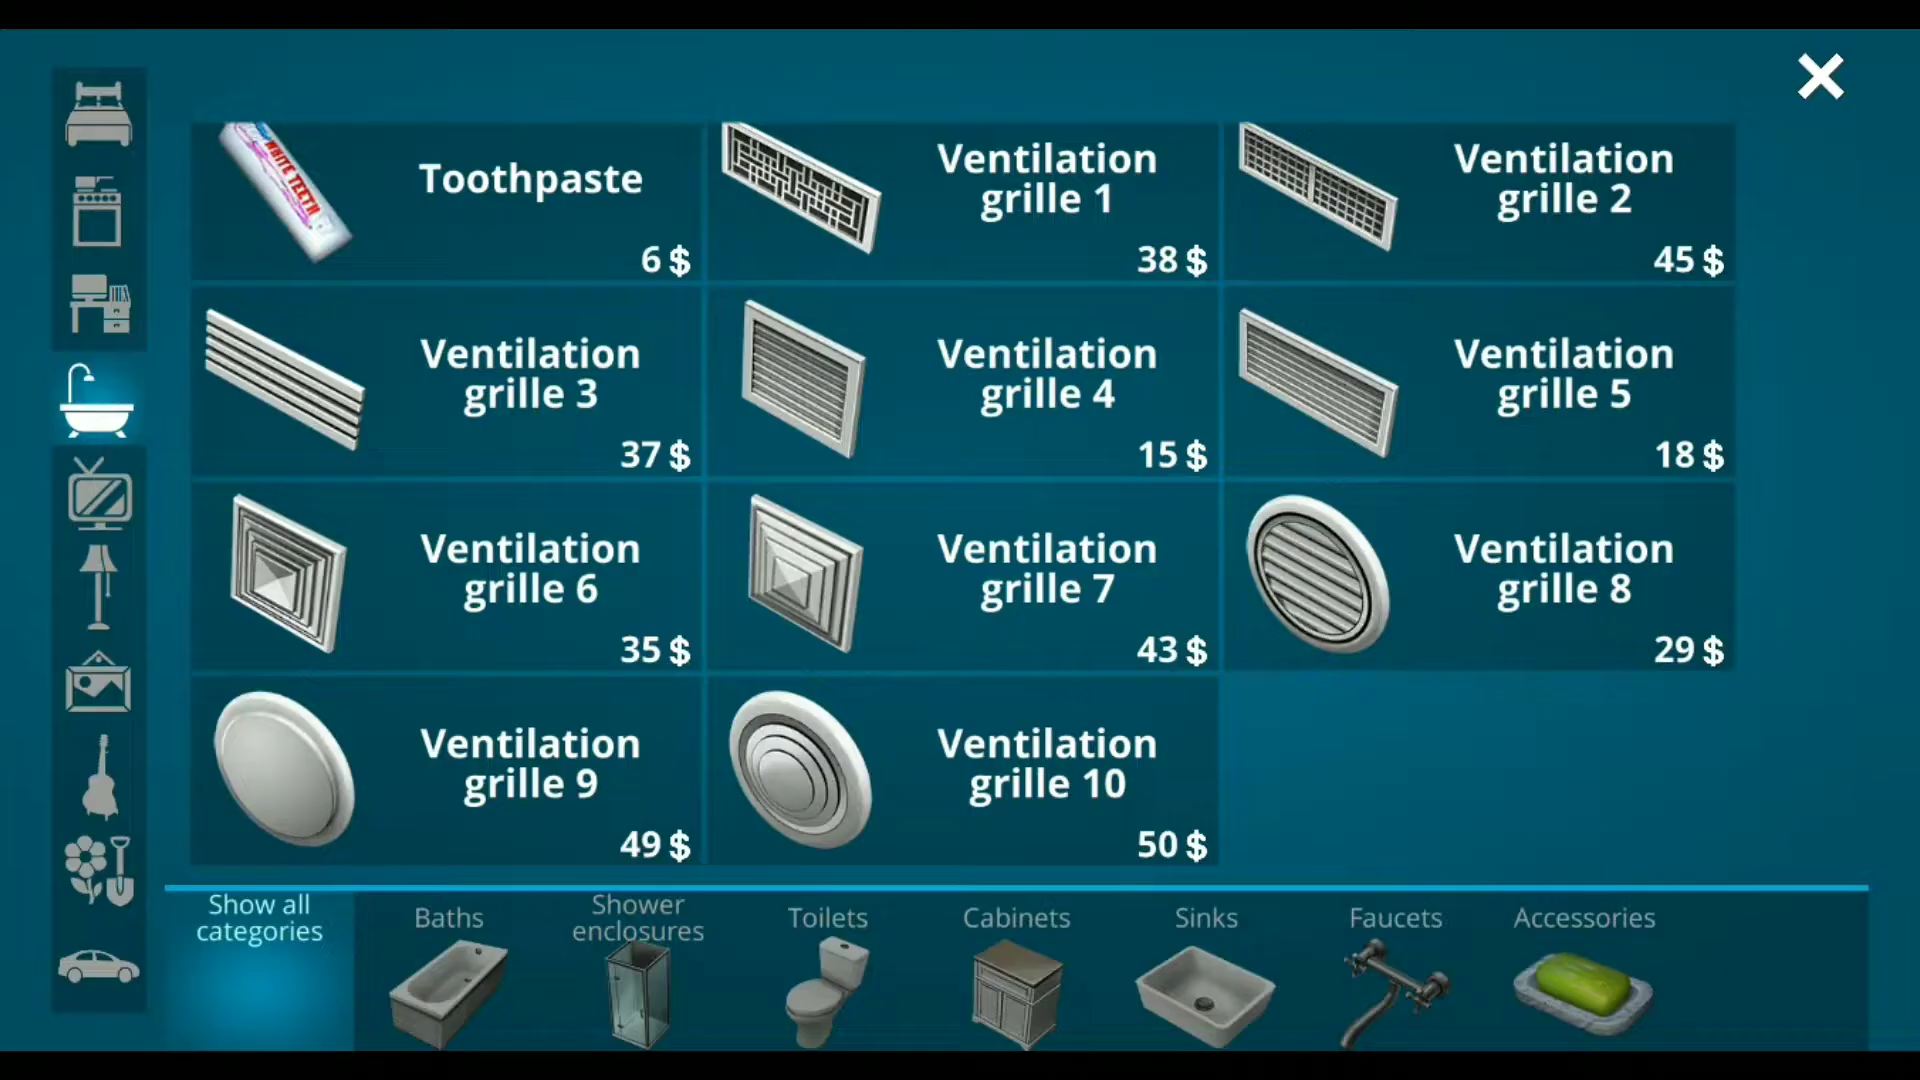 WHITE TEETH
Toothpaste
6 $
Ventilation
grille 1
38 $
Ventilation
grille 2
45 $
Ventilation
grille 3
37 $
Ventilation
grille 4
15 $
Ventilation
grille 5
18 $
Ventilation
grille 6
35 $
Ventilation
grille 7
43 $
Ventilation
grille 8
29 $
Ventilation
grille 9
49 $
Ventilation
grille 10
50 $
Show all
categories
Baths
Shower
enclosures
Toilets
Cabinets
Sinks
Faucets
Accessories